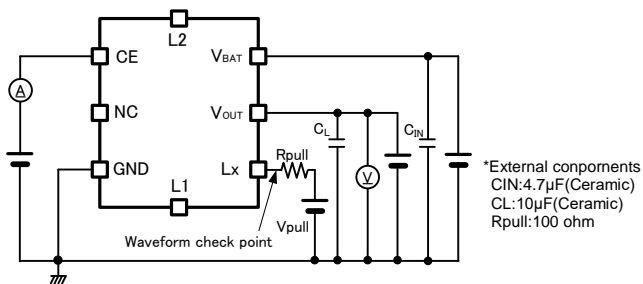 L2
CE
VBAT
A
NC
VOUT
CL
CIN
V
GND
Lx
Rpull
L1
Vpull
Waveform check point
*External conpornents
CIN:4.7μF(Ceramic)
CL:10μF(Ceramic)
Rpull:100 ohm